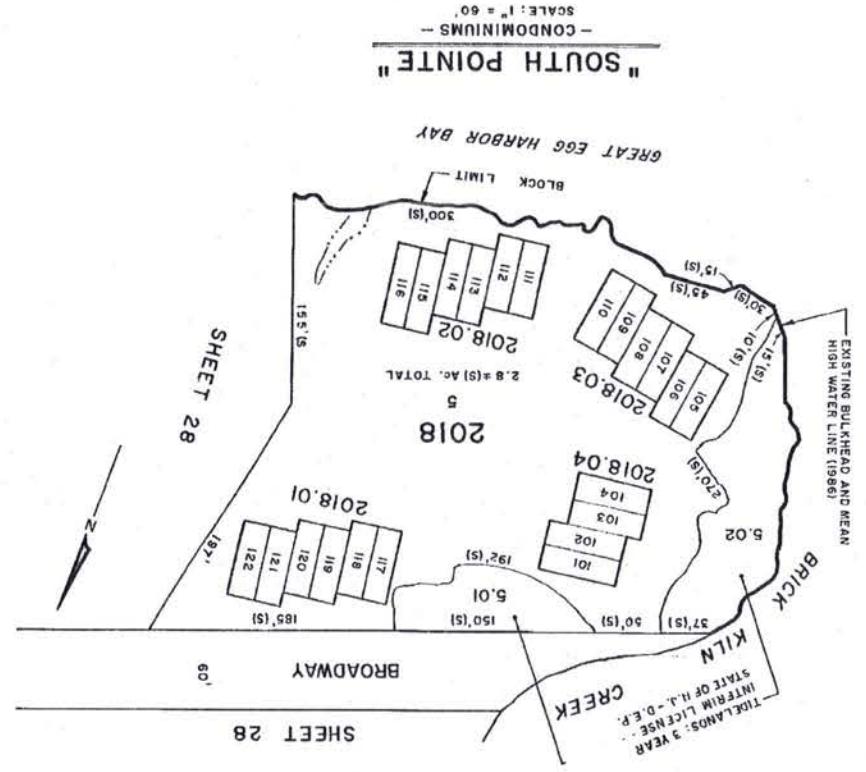 SHEET 28
BROADWAY
60'
BRICK
KILN
CREEK
TIDELANDS: 3 YEAR
INTERIM LICENSE -
STATE OF N.J. - D.E.P.
37'(S)
50'(S)
150'(S)
185'(S)
5.01
192'(S)
5.02
270'(S)
101
102
103
104
2018.04
117
118
119
120
121
122
2018.01
197'
N
SHEET 28
155'(S)
2018
5
2.8 ± (S) Ac. TOTAL
EXISTING BULKHEAD AND MEAN
HIGH WATER LINE (1986)
15'(S)
10'(S)
30'(S)
15'(S)
45'(S)
2018.03
105
106
107
108
109
110
2018.02
111
112
113
114
115
116
300'(S)
BLOCK LIMIT
GREAT EGG HARBOR BAY
"SOUTH POINTE"
- CONDOMINIUMS -
SCALE: 1" = 60'